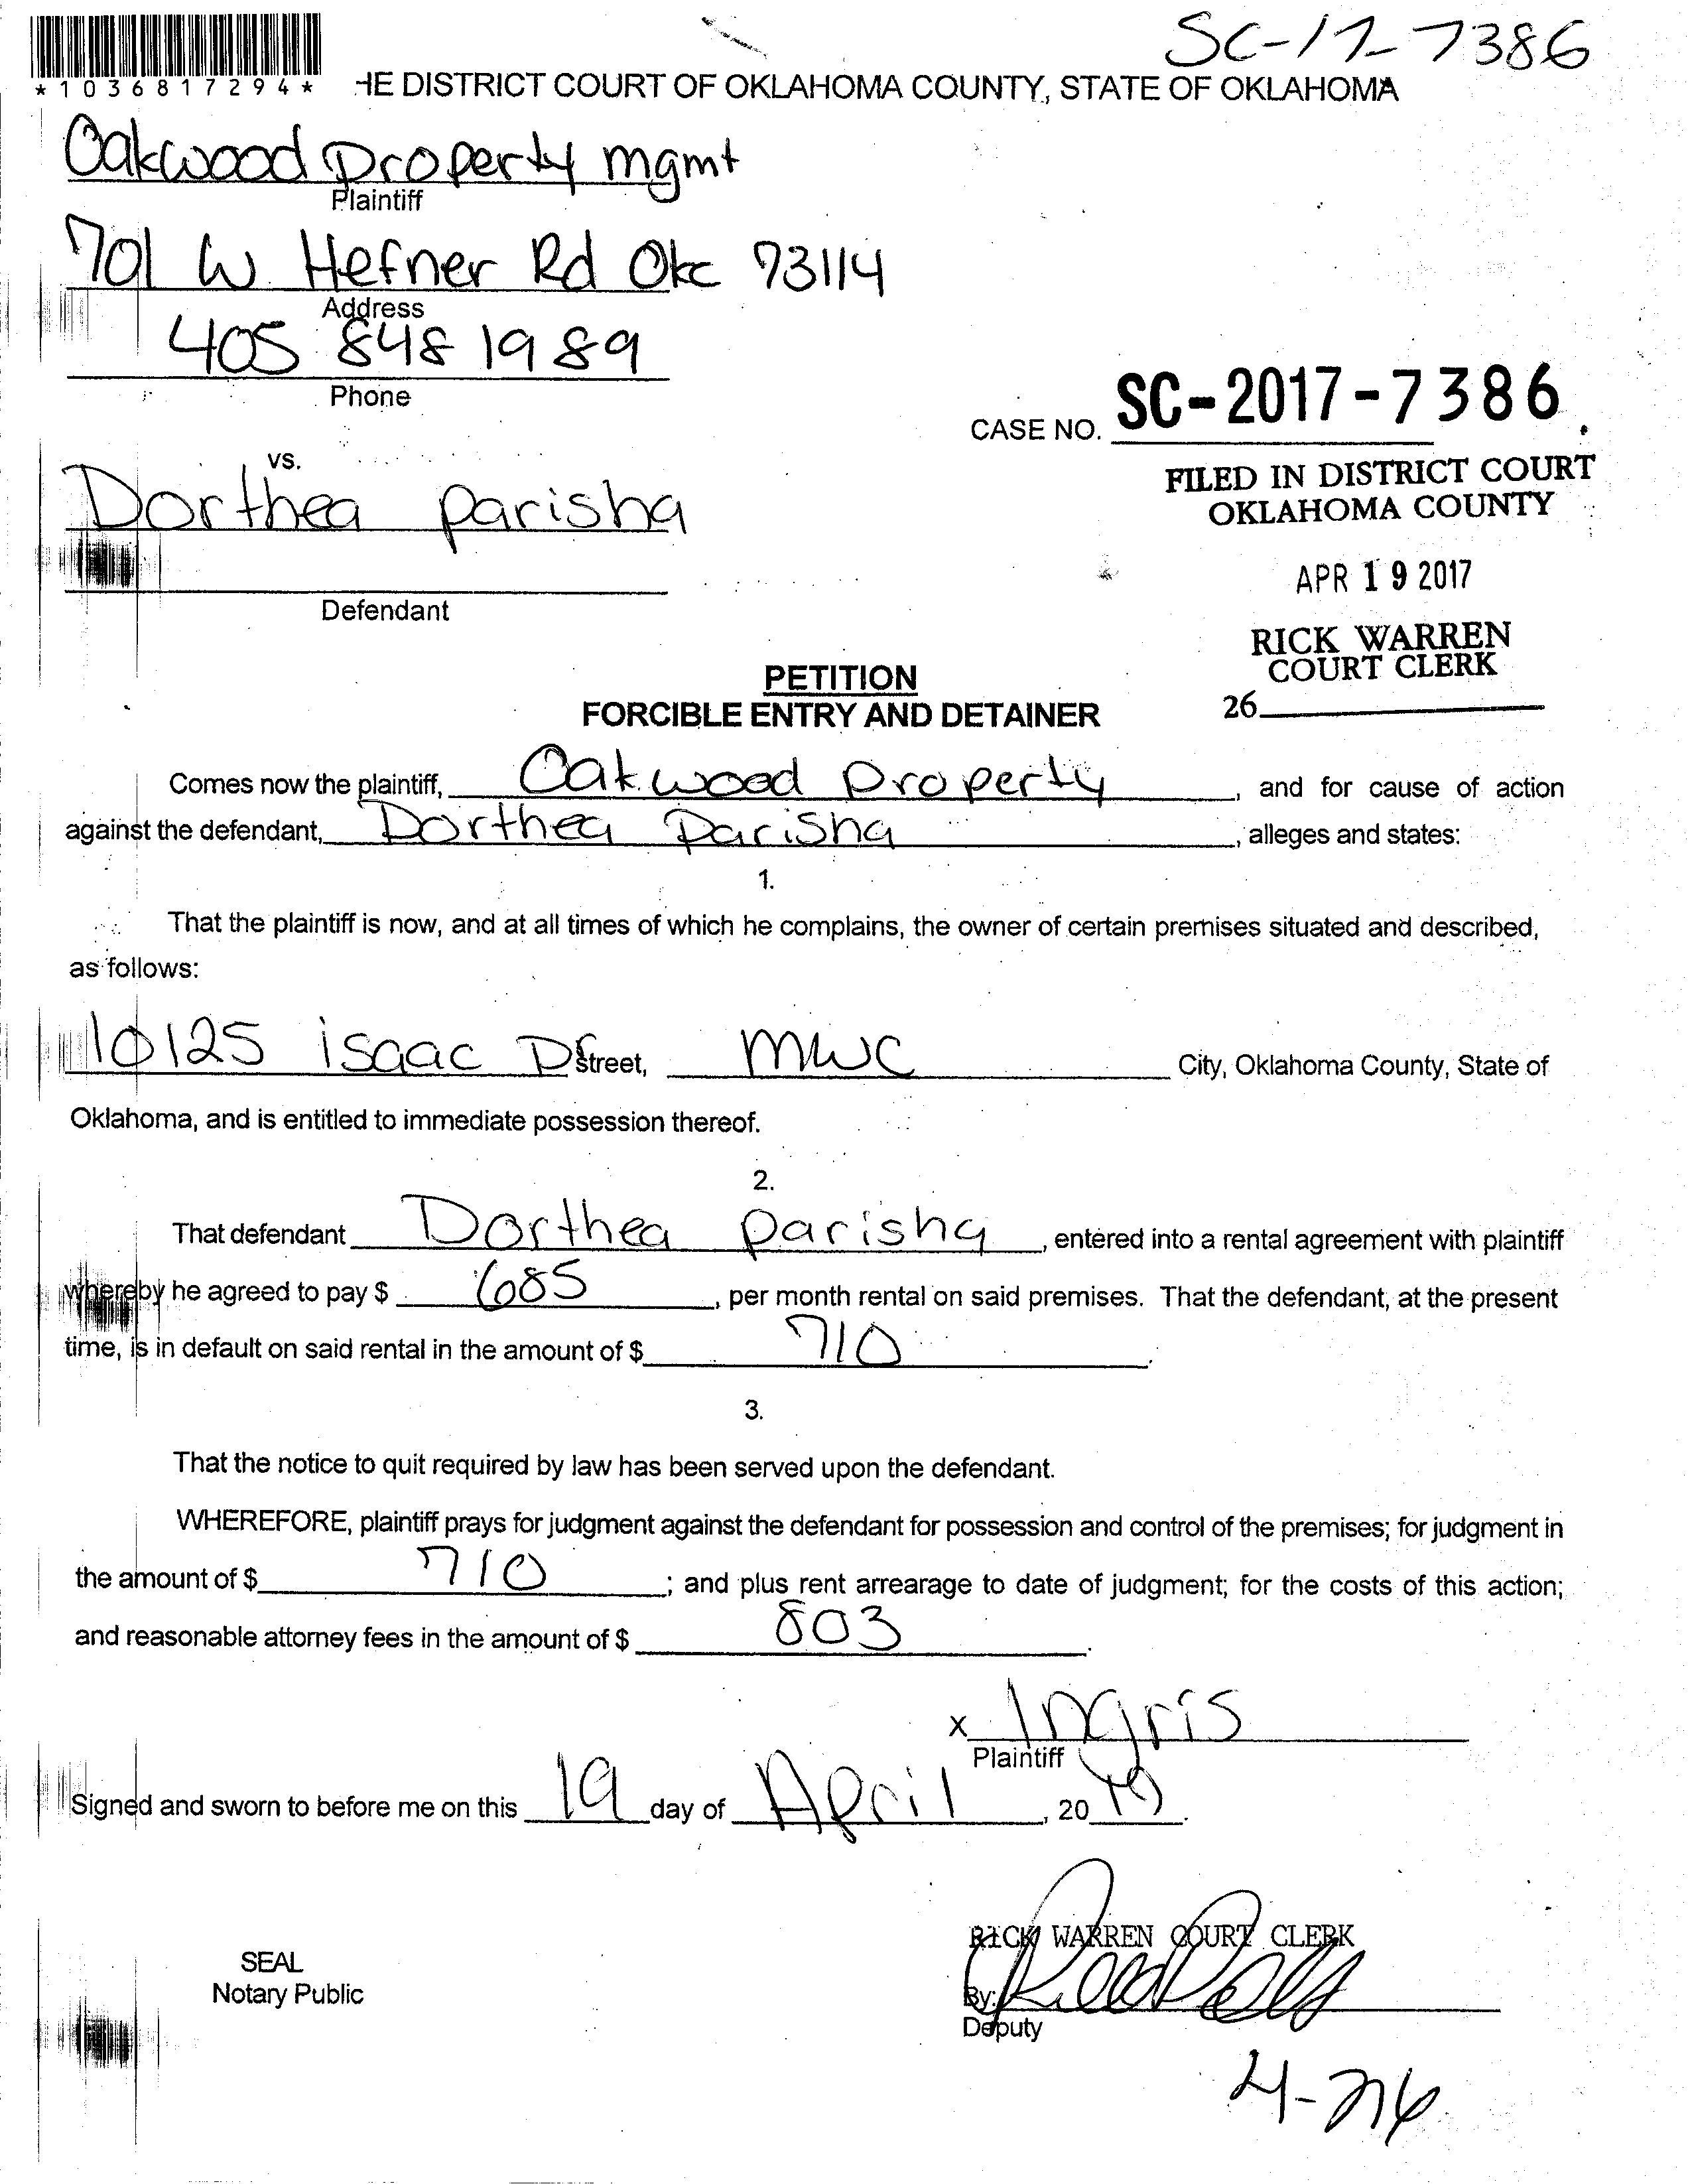 SC-17-7386
*1036817294*
HE DISTRICT COURT OF OKLAHOMA COUNTY, STATE OF OKLAHOMA
Oakwood Property mgmt
Plaintiff
701 W. Hefner Rd Okc 73114
Address
405 848 1989
Phone
CASE NO. SC-2017-7386
vs.
FILED IN DISTRICT COURT
OKLAHOMA COUNTY
Dorthea parisha
APR 19 2017
Defendant
RICK WARREN
COURT CLERK
26
PETITION
FORCIBLE ENTRY AND DETAINER
Comes now the plaintiff, Oakwood Property, and for cause of action
against the defendant, Dorthea Parisha, alleges and states:
1.
That the plaintiff is now, and at all times of which he complains, the owner of certain premises situated and described,
as follows:
10125 isaac Dr Street, MWC City, Oklahoma County, State of
Oklahoma, and is entitled to immediate possession thereof.
2.
That defendant Dorthea Parisha, entered into a rental agreement with plaintiff
whereby he agreed to pay $ 685, per month rental on said premises. That the defendant, at the present
time, is in default on said rental in the amount of $ 710.
3.
That the notice to quit required by law has been served upon the defendant.
WHEREFORE, plaintiff prays for judgment against the defendant for possession and control of the premises; for judgment in
the amount of $ 710; and plus rent arrearage to date of judgment; for the costs of this action;
and reasonable attorney fees in the amount of $ 803.
x Ingris
Plaintiff
Signed and sworn to before me on this 19 day of April, 20 17.
RICK WARREN COURT CLERK
SEAL
Notary Public
By:
Deputy
4-26